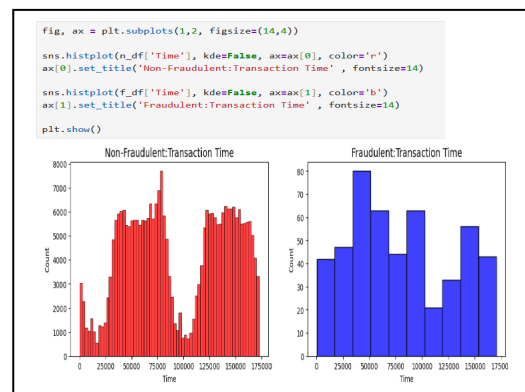 fig, ax = plt.subplots(1,2, figsize=(14,4))
sns.histplot(n_df['Time'], kde=False, ax=ax[0], color='r')
ax[0].set_title('Non-Fraudulent:Transaction Time' , fontsize=14)
sns.histplot(f_df['Time'], kde=False, ax=ax[1], color='b')
ax[1].set_title('Fraudulent:Transaction Time' , fontsize=14)
plt.show()
Non-Fraudulent:Transaction Time
8000
7000
6000
5000
4000
3000
2000
1000
0
Count
0 25000 50000 75000 100000 125000 150000 175000
Time
Fraudulent:Transaction Time
80
70
60
50
40
30
20
10
0
Count
0 25000 50000 75000 100000 125000 150000 17500
Time